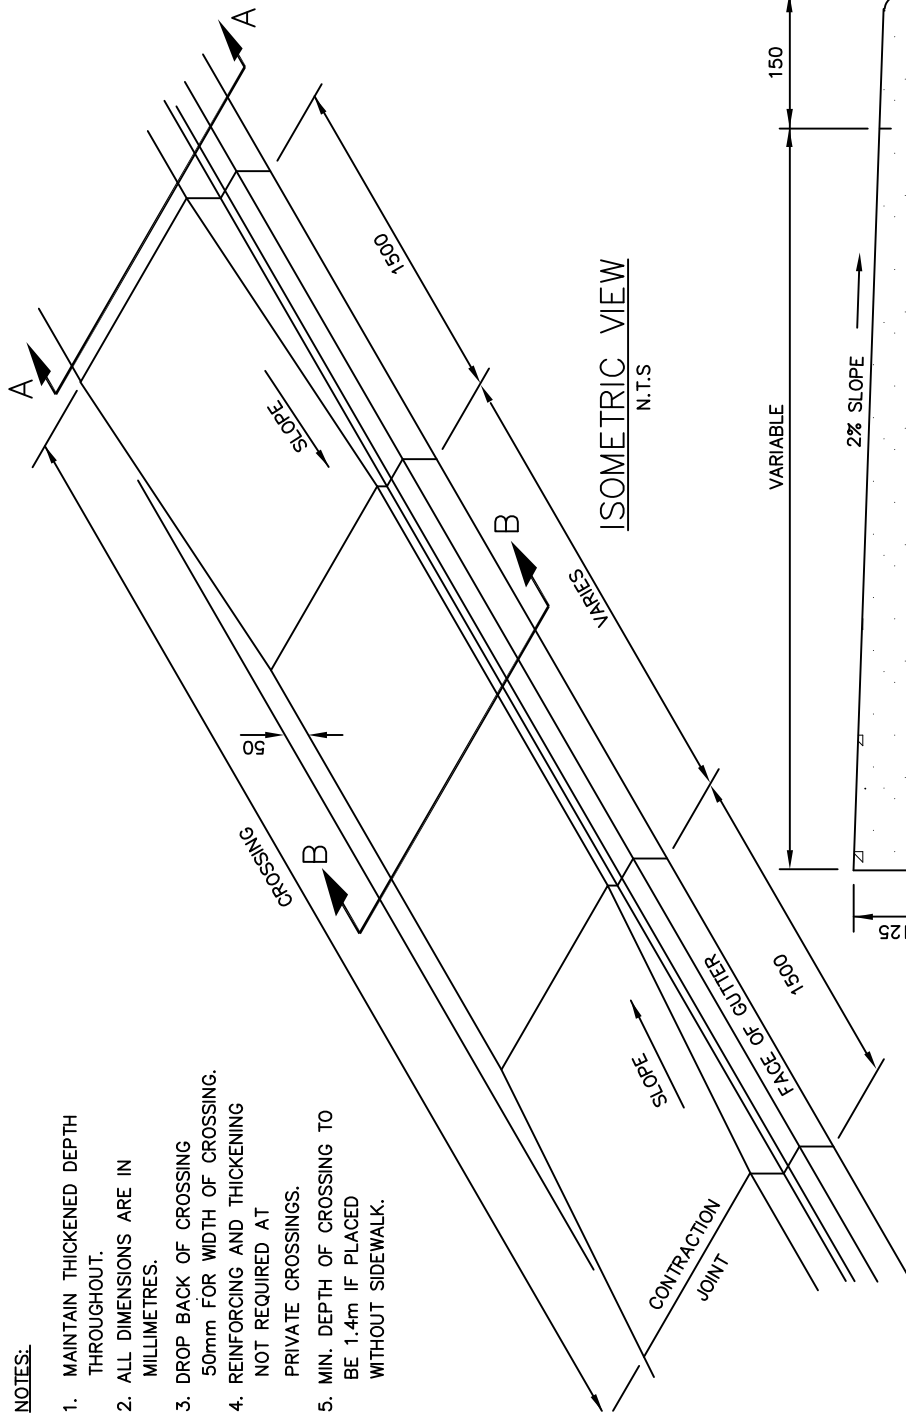 NOTES:
1. MAINTAIN THICKENED DEPTH
THROUGHOUT.
2. ALL DIMENSIONS ARE IN
MILLIMETRES.
3. DROP BACK OF CROSSING
50mm FOR WIDTH OF CROSSING.
4. REINFORCING AND THICKENING
NOT REQUIRED AT
PRIVATE CROSSINGS.
5. MIN. DEPTH OF CROSSING TO
BE 1.4m IF PLACED
WITHOUT SIDEWALK.
A
A
CROSSING
SLOPE
1500
50
B
B
VARIES
SLOPE
FACE OF GUTTER
1500
CONTRACTION
JOINT
ISOMETRIC VIEW
N.T.S
VARIABLE
150
2% SLOPE
125